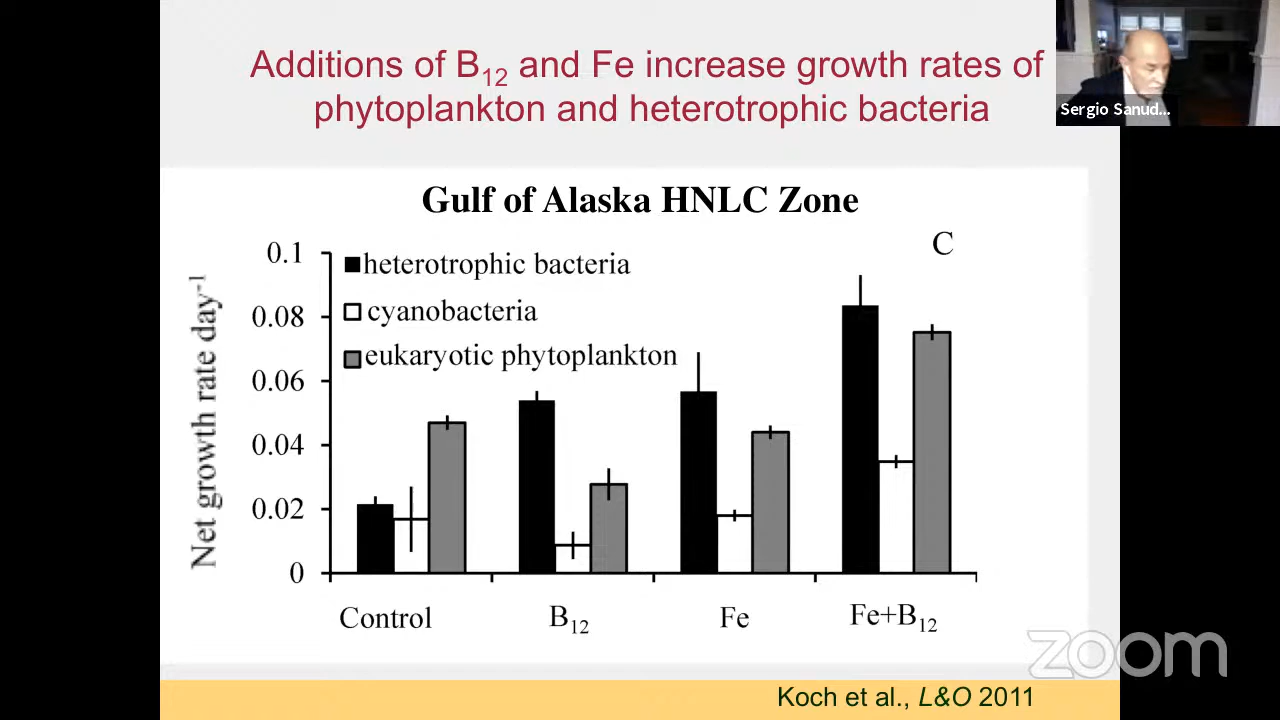 Additions of B12 and Fe increase growth rates of
phytoplankton and heterotrophic bacteria
Sergio Sanud...
Gulf of Alaska HNLC Zone
C
heterotrophic bacteria
cyanobacteria
eukaryotic phytoplankton
Net growth rate day-1
0.1
0.08
0.06
0.04
0.02
0
Control
B12
Fe
Fe+B12
zoom
Koch et al., L&O 2011